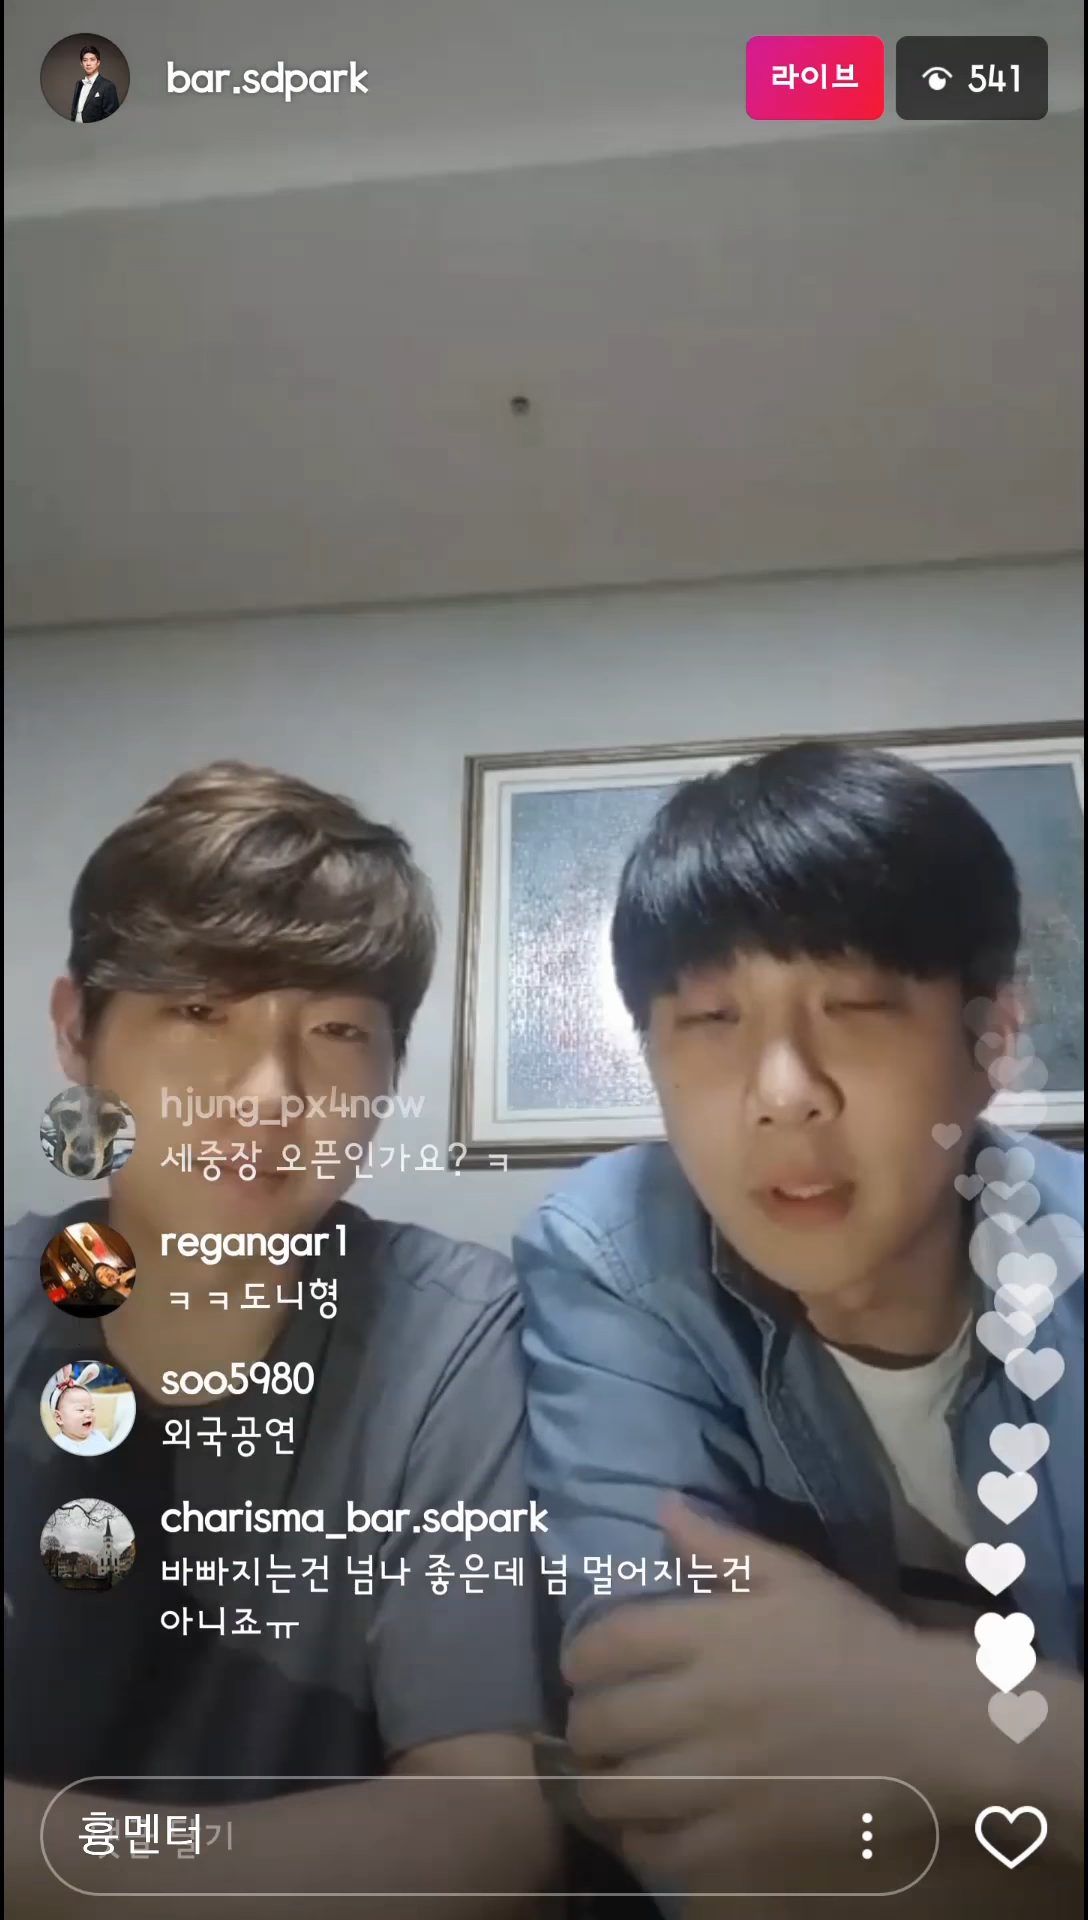 bar.sdpark
라이브
541
hjung_px4now
세중장 오픈인가요? ㅋ
regangar1
ㅋㅋ도니형
soo5980
외국공연
charisma_bar.sdpark
바빠지는건 넘나 좋은데 넘 멀어지는건
아니죠ㅠ
흉멘터